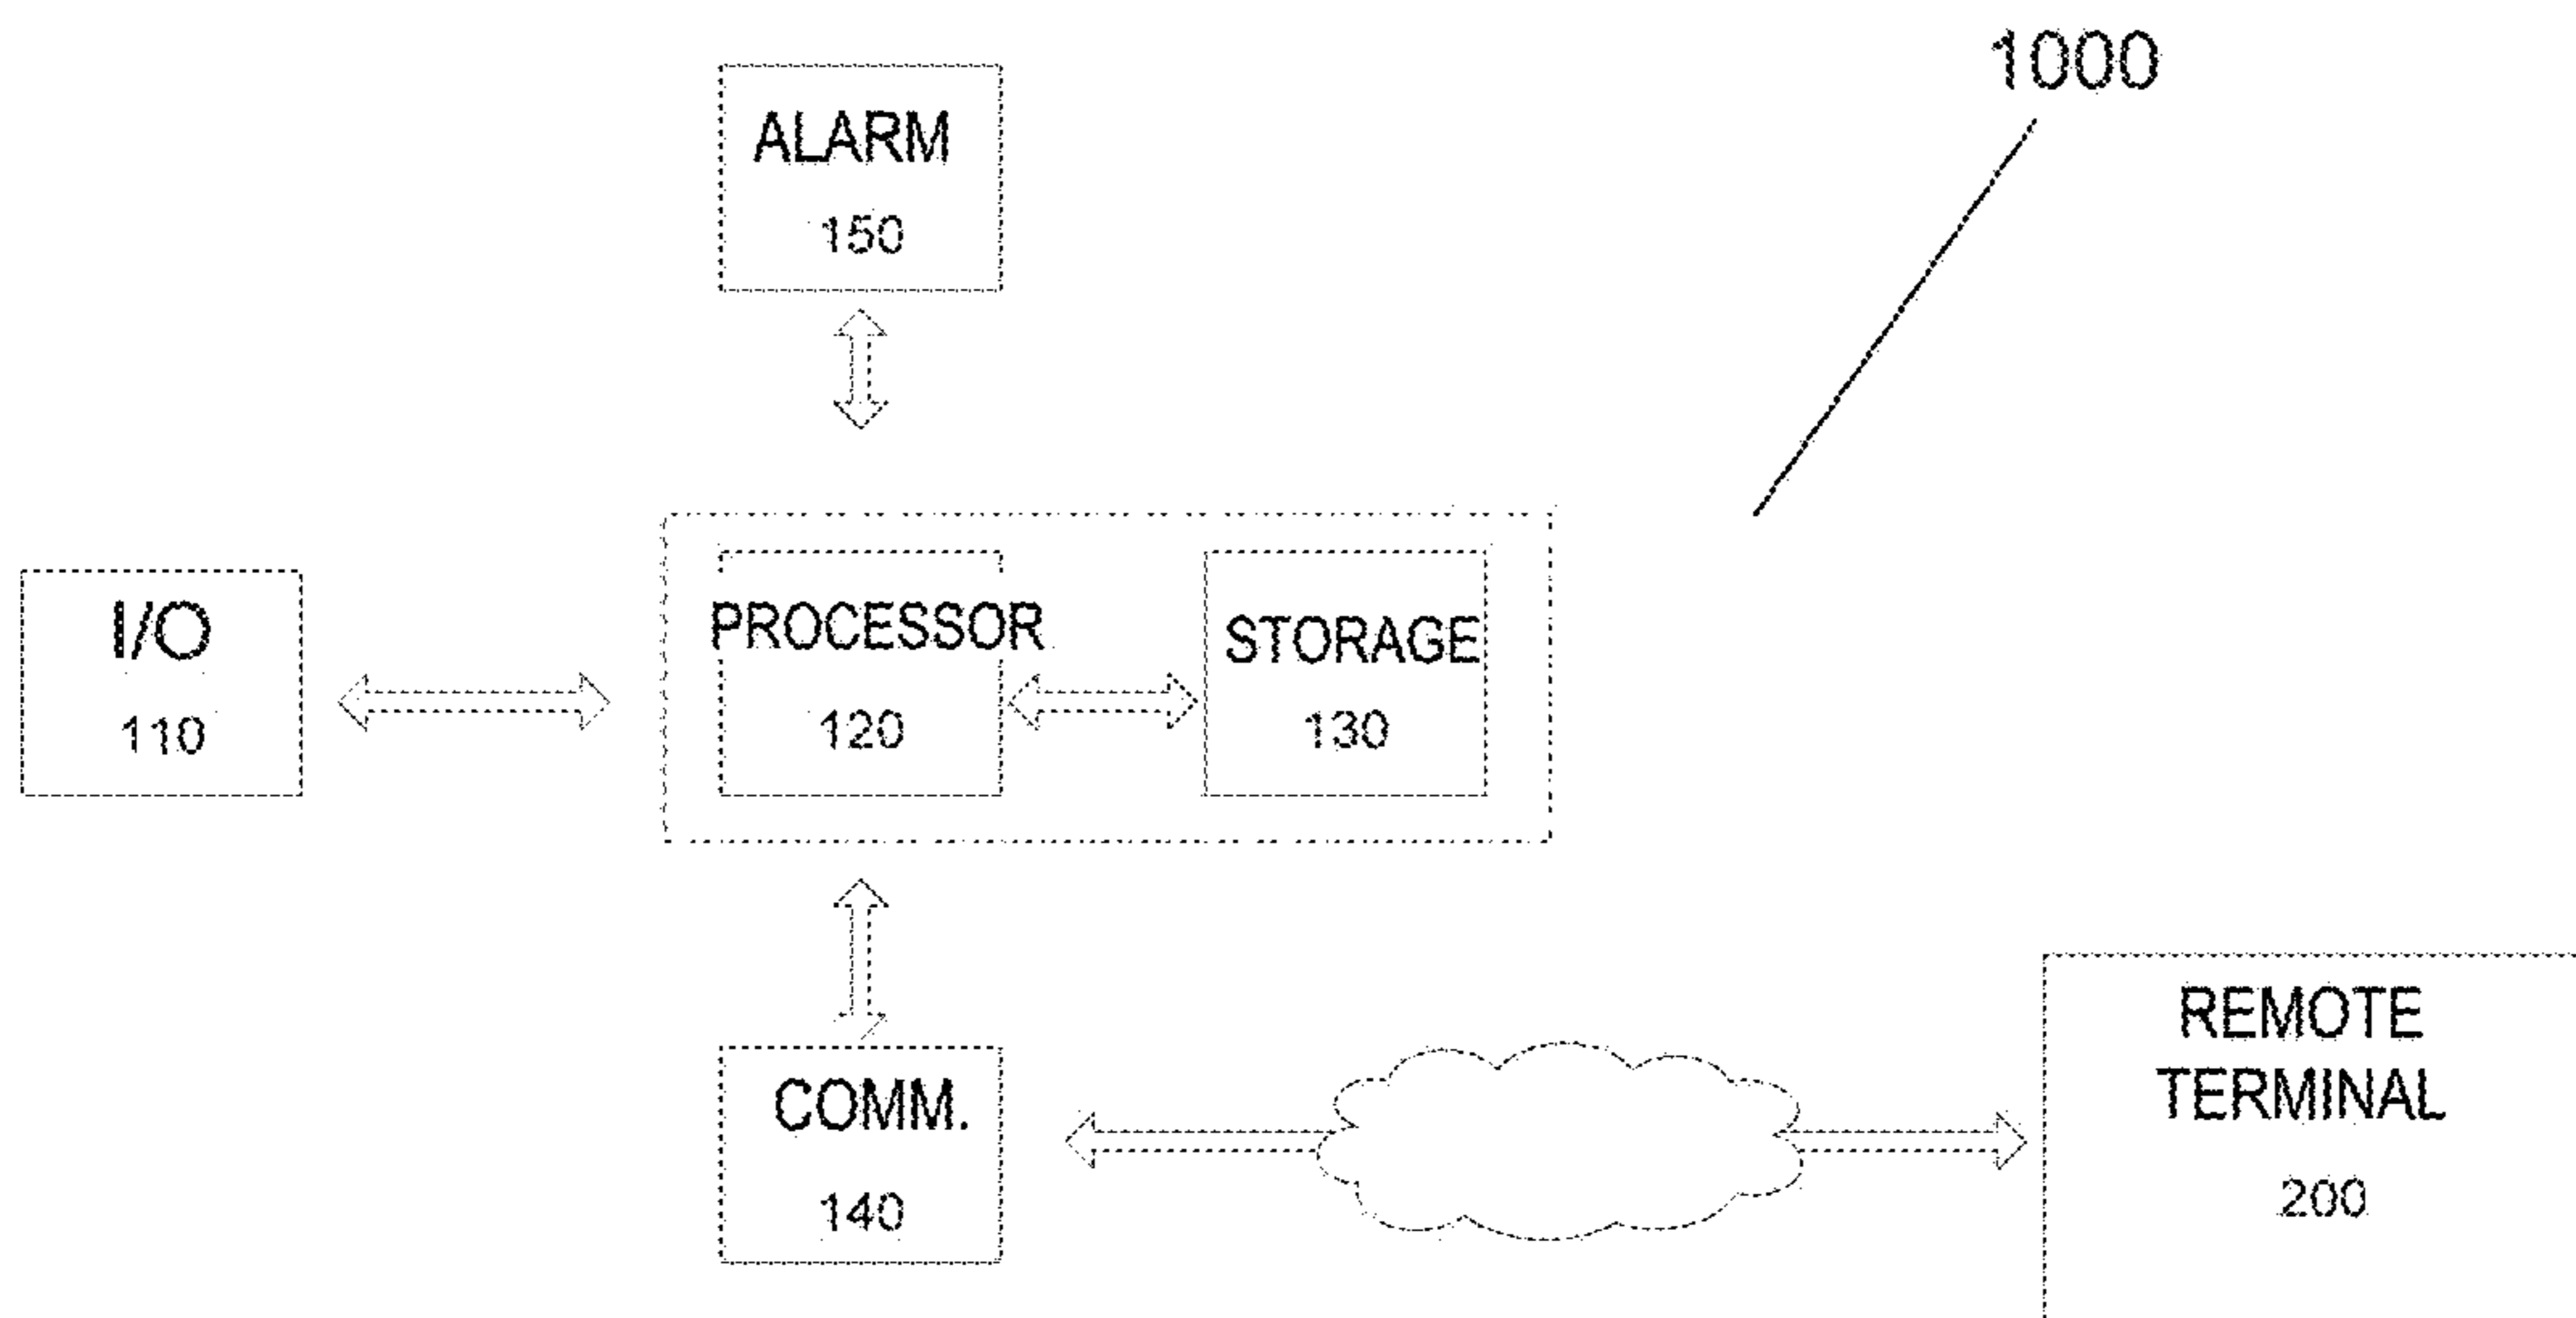 1000
ALARM
150
I/O
110
PROCESSOR
120
STORAGE
130
COMM.
140
REMOTE
TERMINAL
200